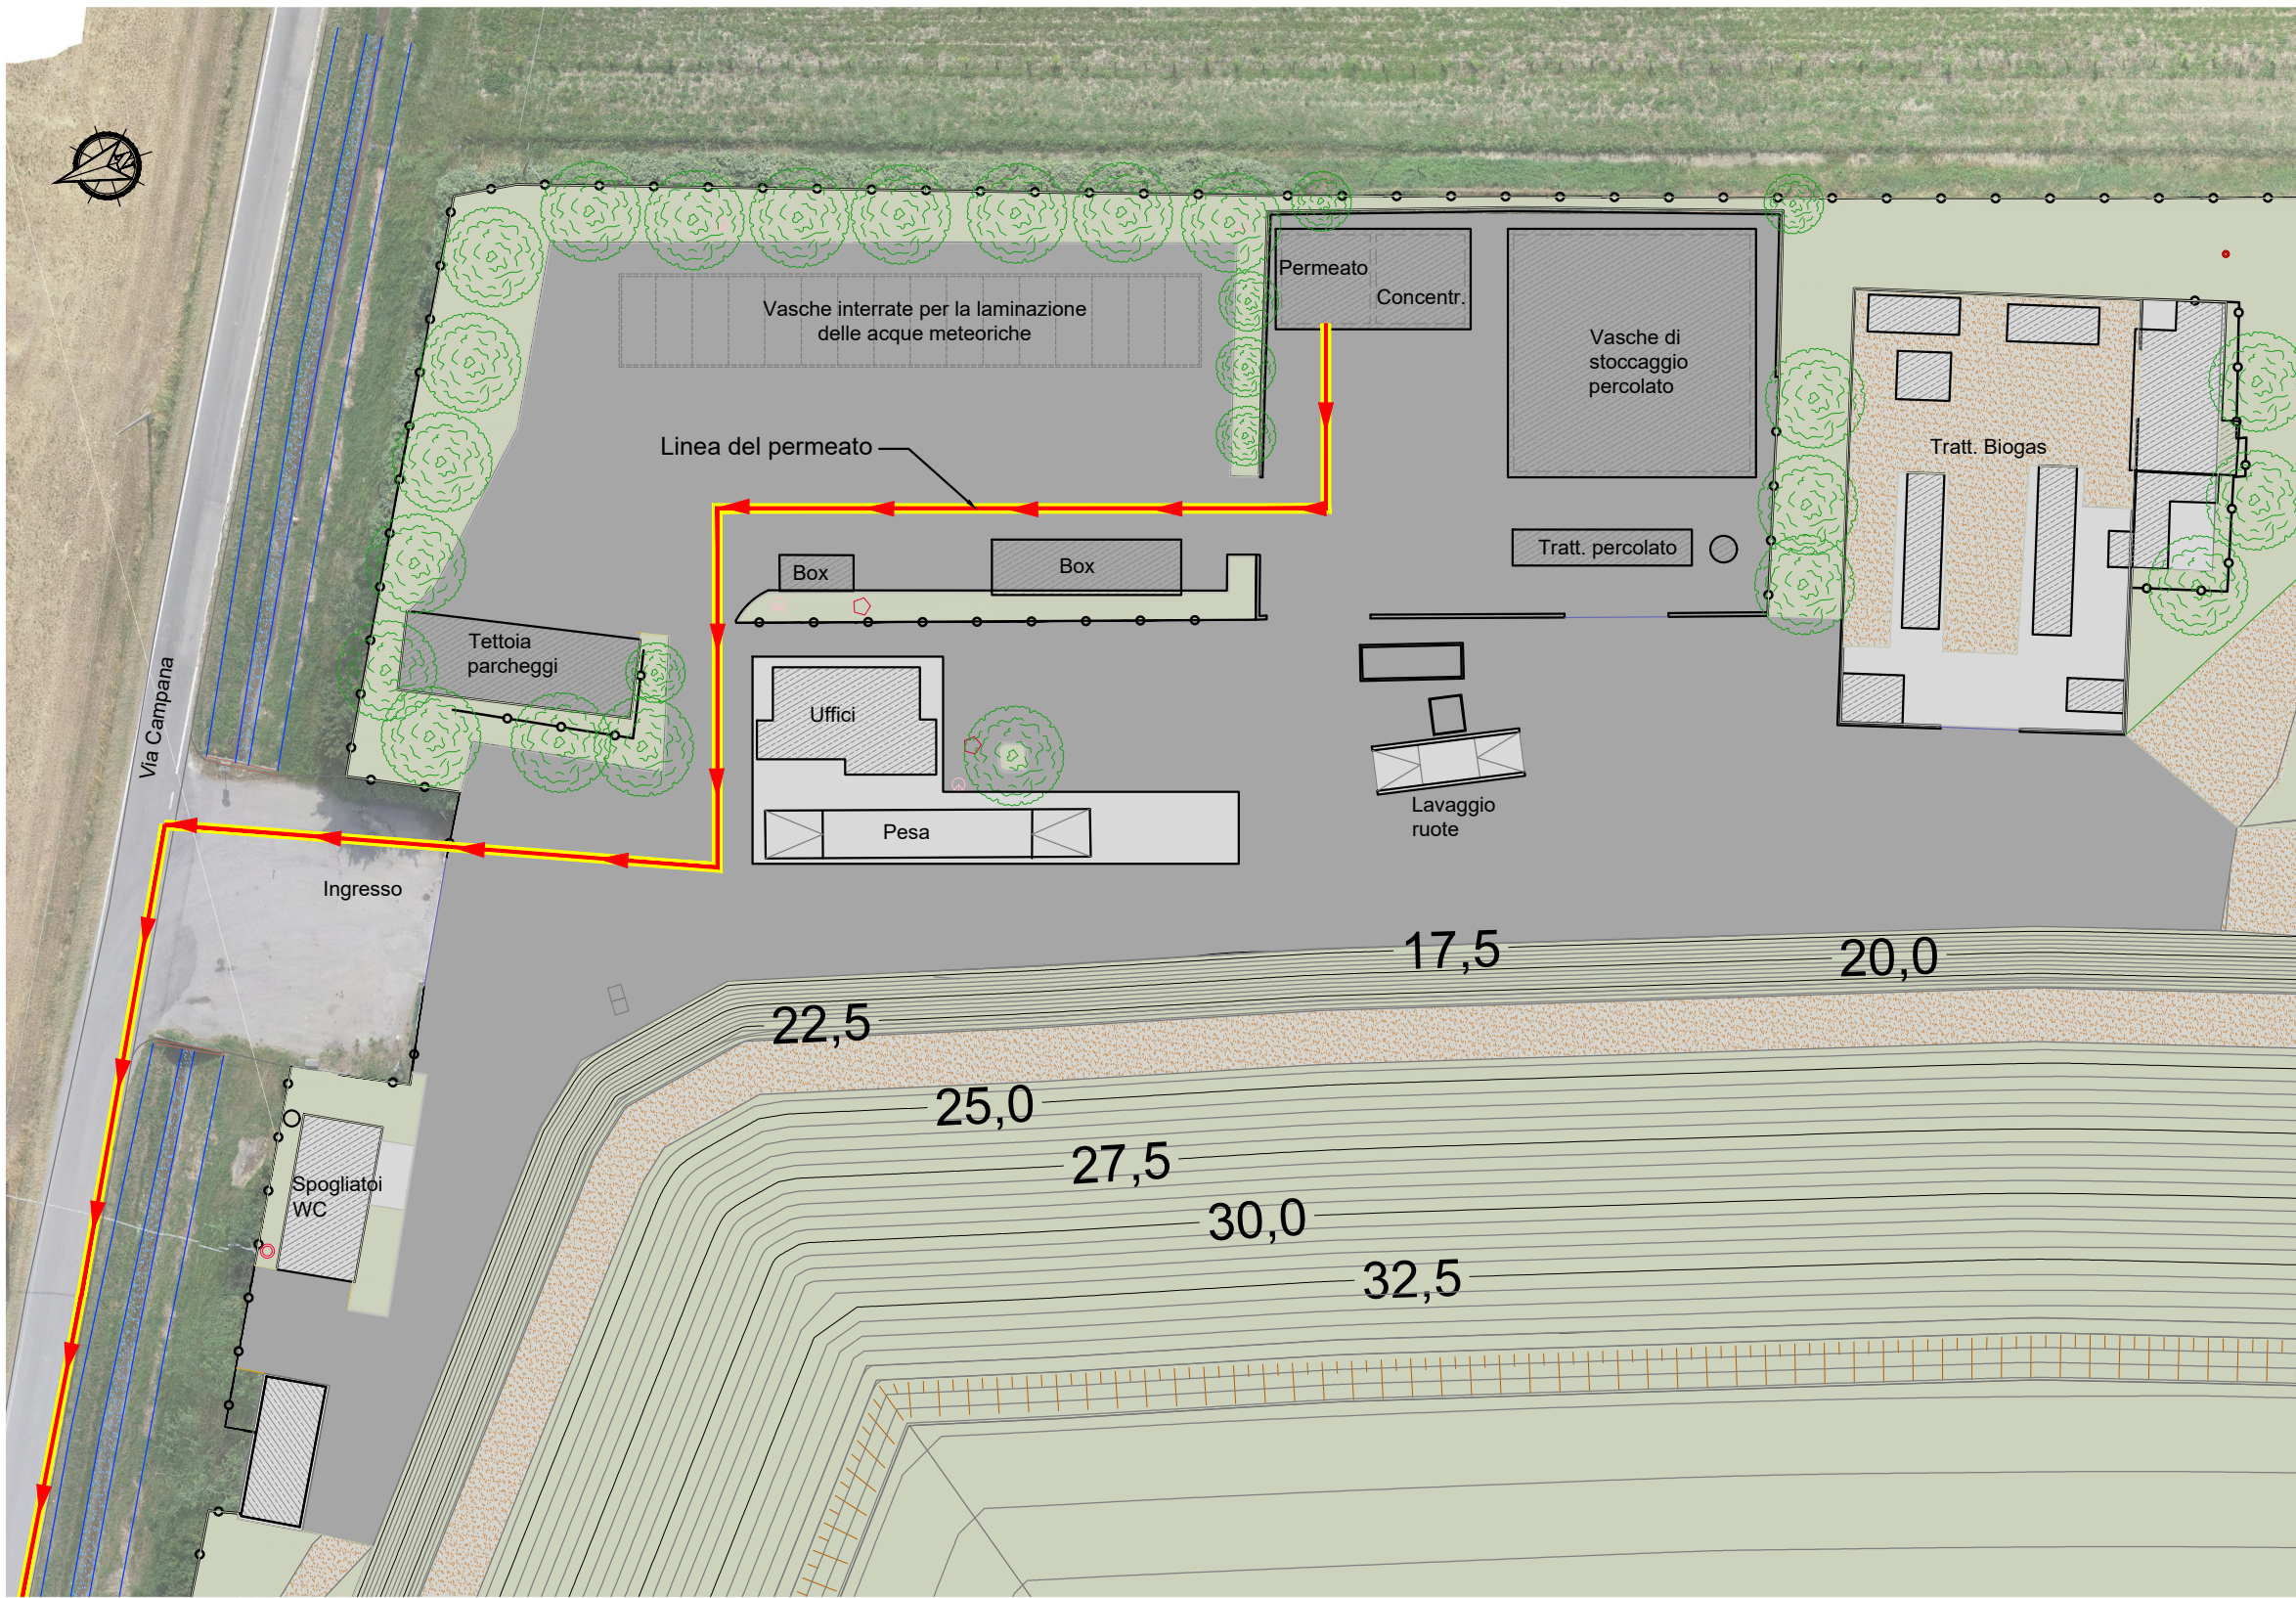 Permeato
Concentr.
Vasche interrate per la laminazione
delle acque meteoriche
Vasche di
stoccaggio
percolato
Linea del permeato
Tratt. Biogas
Tratt. percolato
Box
Box
Tettoia
parcheggi
Via Campana
Uffici
Pesa
Lavaggio
ruote
Ingresso
17,5
20,0
22,5
25,0
27,5
30,0
32,5
Spogliatoi
WC